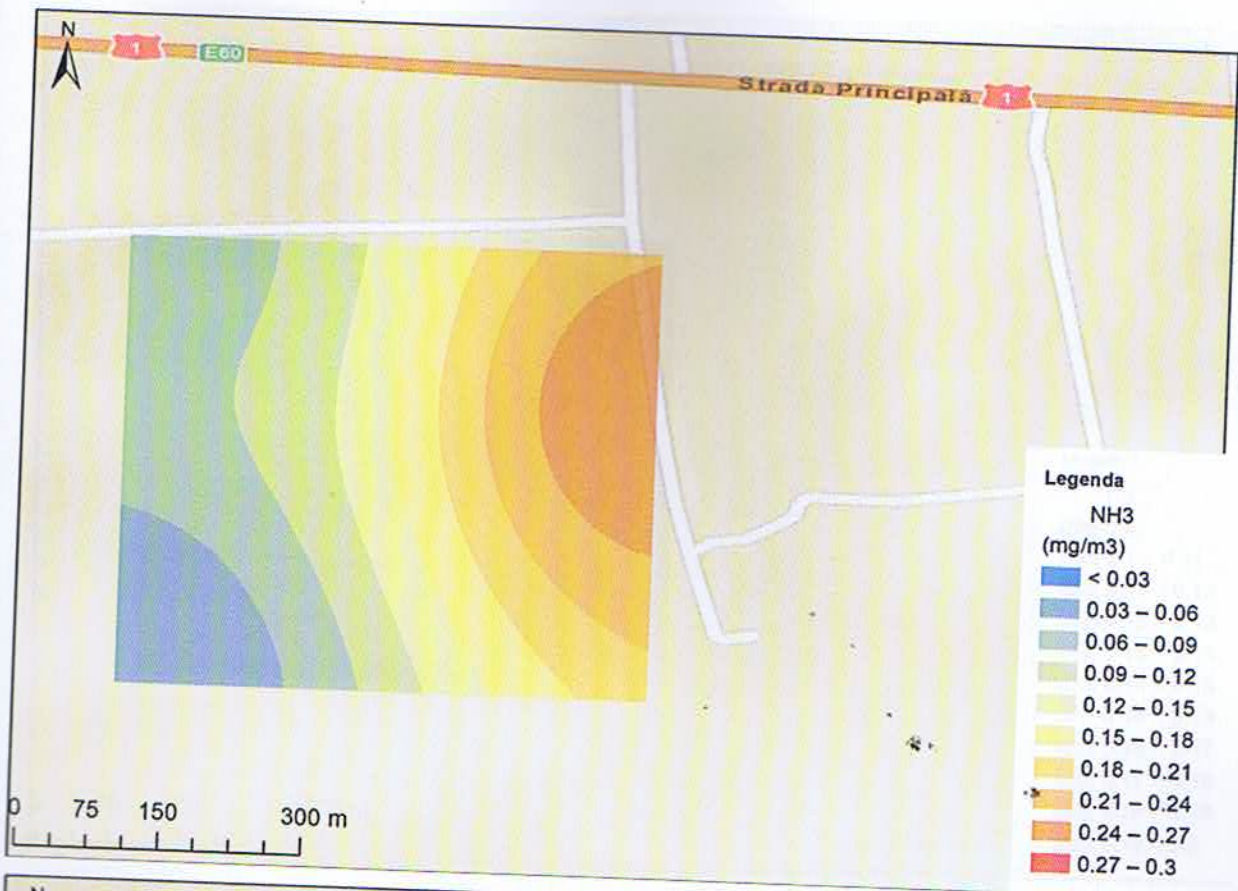 N
1
E60
Strada Principală
1
Legenda
NH3
(mg/m3)
< 0.03
0.03 – 0.06
0.06 – 0.09
0.09 – 0.12
0.12 – 0.15
0.15 – 0.18
0.18 – 0.21
0.21 – 0.24
0.24 – 0.27
0.27 – 0.3
0 75 150 300 m
N